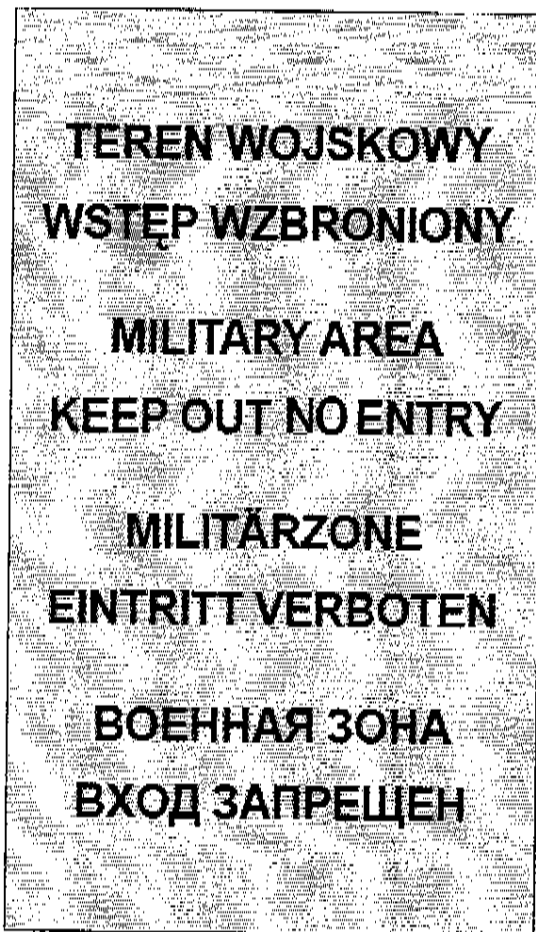 TEREN WOJSKOWY
WSTĘP WZBRONIONY
MILITARY AREA
KEEP OUT NO ENTRY
MILITÄRZONE
EINTRITT VERBOTEN
ВОЕННАЯ ЗОНА
ВХОД ЗАПРЕЩЕН